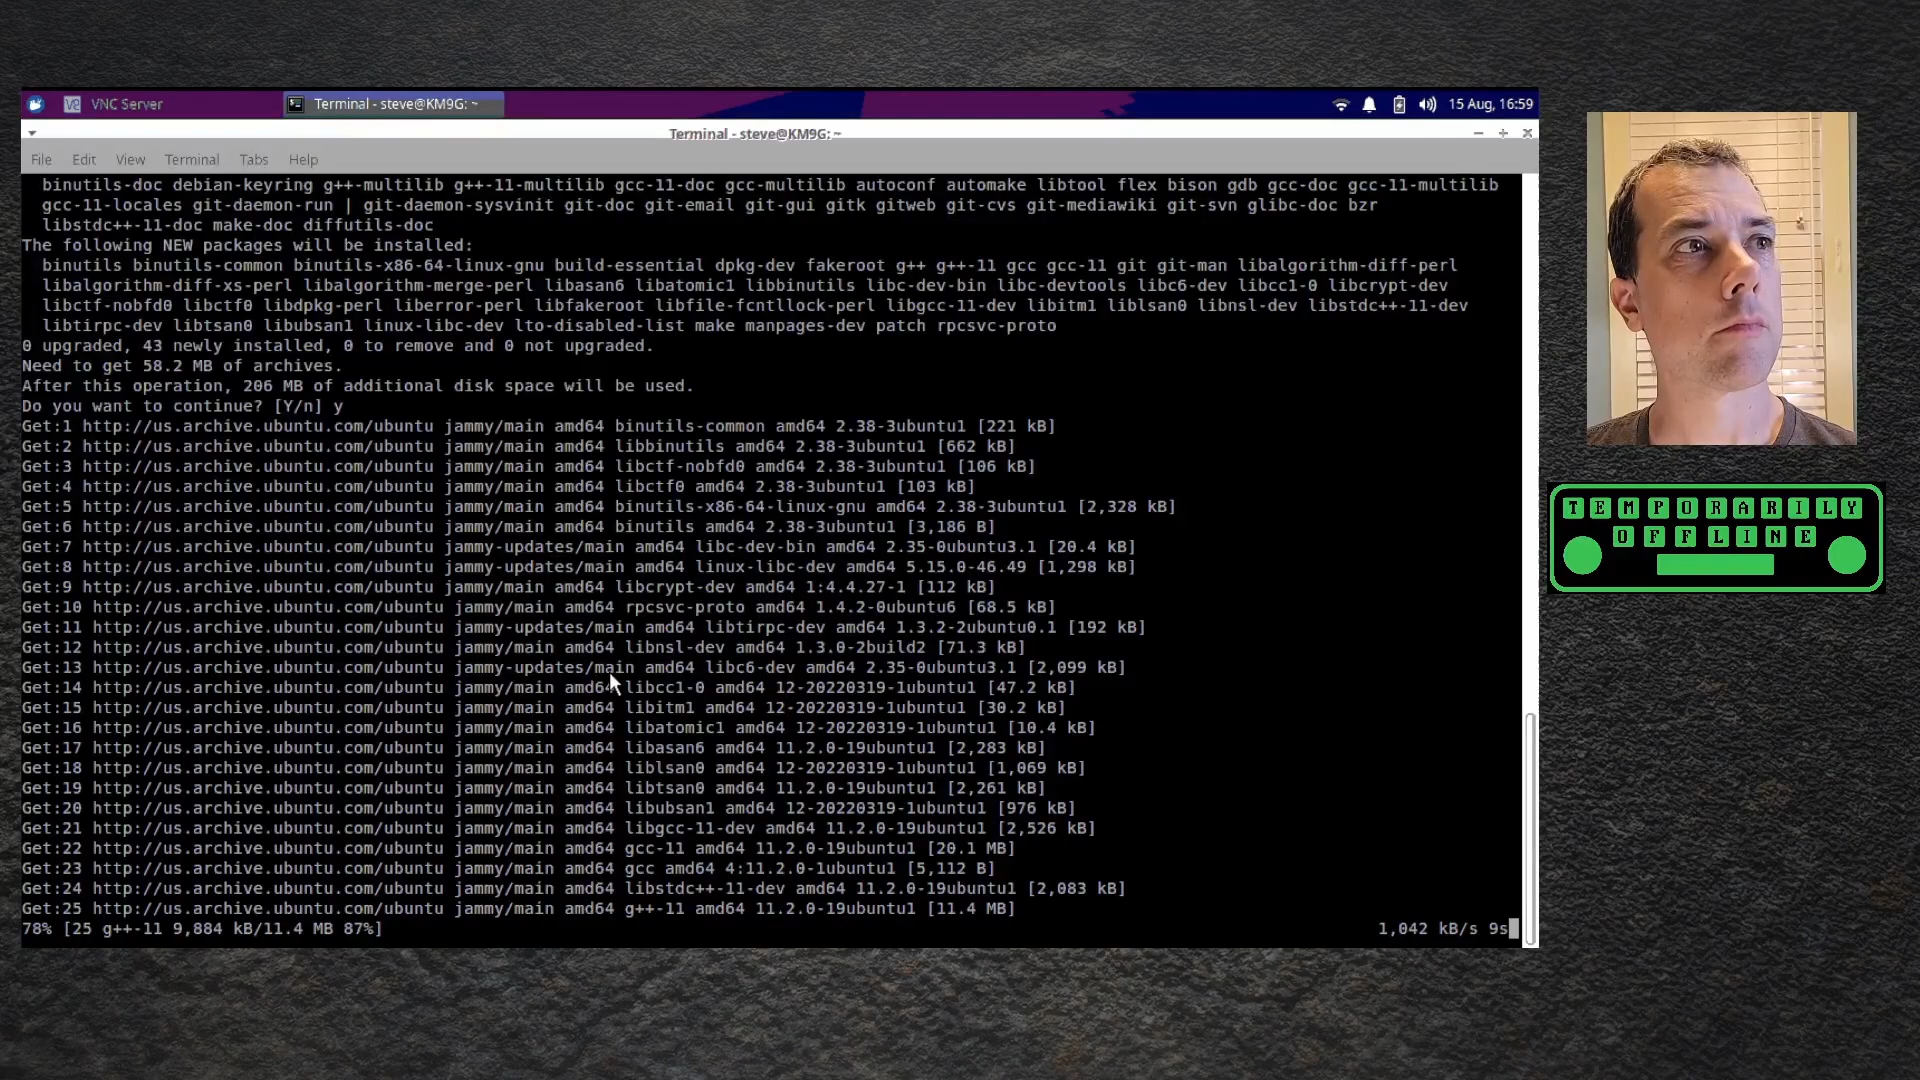 VNC Server
Terminal - steve@KM9G: ~
15 Aug, 16:59
Terminal - steve@KM9G: ~
File Edit View Terminal Tabs Help
binutils-doc debian-keyring g++-multilib g++-11-multilib gcc-11-doc gcc-multilib autoconf automake libtool flex bison gdb gcc-doc gcc-11-multilib
gcc-11-locales git-daemon-run | git-daemon-sysvinit git-doc git-email git-gui gitk gitweb git-cvs git-mediawiki git-svn glibc-doc bzr
libstdc++-11-doc make-doc diffutils-doc
The following NEW packages will be installed:
binutils binutils-common binutils-x86-64-linux-gnu build-essential dpkg-dev fakeroot g++ g++-11 gcc gcc-11 git git-man libalgorithm-diff-perl
libalgorithm-diff-xs-perl libalgorithm-merge-perl libasan6 libatomic1 libbinutils libc-dev-bin libc-devtools libc6-dev libcc1-0 libcrypt-dev
libctf-nobfd0 libctf0 libdpkg-perl liberror-perl libfakeroot libfile-fcntllock-perl libgcc-11-dev libitm1 liblsan0 libnsl-dev libstdc++-11-dev
libtirpc-dev libtsan0 libubsan1 linux-libc-dev lto-disabled-list make manpages-dev patch rpcsvc-proto
0 upgraded, 43 newly installed, 0 to remove and 0 not upgraded.
Need to get 58.2 MB of archives.
After this operation, 206 MB of additional disk space will be used.
Do you want to continue? [Y/n] y
Get:1 http://us.archive.ubuntu.com/ubuntu jammy/main amd64 binutils-common amd64 2.38-3ubuntu1 [221 kB]
Get:2 http://us.archive.ubuntu.com/ubuntu jammy/main amd64 libbinutils amd64 2.38-3ubuntu1 [662 kB]
Get:3 http://us.archive.ubuntu.com/ubuntu jammy/main amd64 libctf-nobfd0 amd64 2.38-3ubuntu1 [106 kB]
Get:4 http://us.archive.ubuntu.com/ubuntu jammy/main amd64 libctf0 amd64 2.38-3ubuntu1 [103 kB]
Get:5 http://us.archive.ubuntu.com/ubuntu jammy/main amd64 binutils-x86-64-linux-gnu amd64 2.38-3ubuntu1 [2,328 kB]
Get:6 http://us.archive.ubuntu.com/ubuntu jammy/main amd64 binutils amd64 2.38-3ubuntu1 [3,186 B]
Get:7 http://us.archive.ubuntu.com/ubuntu jammy-updates/main amd64 libc-dev-bin amd64 2.35-0ubuntu3.1 [20.4 kB]
Get:8 http://us.archive.ubuntu.com/ubuntu jammy-updates/main amd64 linux-libc-dev amd64 5.15.0-46.49 [1,298 kB]
Get:9 http://us.archive.ubuntu.com/ubuntu jammy/main amd64 libcrypt-dev amd64 1:4.4.27-1 [112 kB]
Get:10 http://us.archive.ubuntu.com/ubuntu jammy/main amd64 rpcsvc-proto amd64 1.4.2-0ubuntu6 [68.5 kB]
Get:11 http://us.archive.ubuntu.com/ubuntu jammy-updates/main amd64 libtirpc-dev amd64 1.3.2-2ubuntu0.1 [192 kB]
Get:12 http://us.archive.ubuntu.com/ubuntu jammy/main amd64 libnsl-dev amd64 1.3.0-2build2 [71.3 kB]
Get:13 http://us.archive.ubuntu.com/ubuntu jammy-updates/main amd64 libc6-dev amd64 2.35-0ubuntu3.1 [2,099 kB]
Get:14 http://us.archive.ubuntu.com/ubuntu jammy/main amd64 libcc1-0 amd64 12-20220319-1ubuntu1 [47.2 kB]
Get:15 http://us.archive.ubuntu.com/ubuntu jammy/main amd64 libitm1 amd64 12-20220319-1ubuntu1 [30.2 kB]
Get:16 http://us.archive.ubuntu.com/ubuntu jammy/main amd64 libatomic1 amd64 12-20220319-1ubuntu1 [10.4 kB]
Get:17 http://us.archive.ubuntu.com/ubuntu jammy/main amd64 libasan6 amd64 11.2.0-19ubuntu1 [2,283 kB]
Get:18 http://us.archive.ubuntu.com/ubuntu jammy/main amd64 liblsan0 amd64 12-20220319-1ubuntu1 [1,069 kB]
Get:19 http://us.archive.ubuntu.com/ubuntu jammy/main amd64 libtsan0 amd64 11.2.0-19ubuntu1 [2,261 kB]
Get:20 http://us.archive.ubuntu.com/ubuntu jammy/main amd64 libubsan1 amd64 12-20220319-1ubuntu1 [976 kB]
Get:21 http://us.archive.ubuntu.com/ubuntu jammy/main amd64 libgcc-11-dev amd64 11.2.0-19ubuntu1 [2,526 kB]
Get:22 http://us.archive.ubuntu.com/ubuntu jammy/main amd64 gcc-11 amd64 11.2.0-19ubuntu1 [20.1 MB]
Get:23 http://us.archive.ubuntu.com/ubuntu jammy/main amd64 gcc amd64 4:11.2.0-1ubuntu1 [5,112 B]
Get:24 http://us.archive.ubuntu.com/ubuntu jammy/main amd64 libstdc++-11-dev amd64 11.2.0-19ubuntu1 [2,083 kB]
Get:25 http://us.archive.ubuntu.com/ubuntu jammy/main amd64 g++-11 amd64 11.2.0-19ubuntu1 [11.4 MB]
78% [25 g++-11 9,884 kB/11.4 MB 87%] 1,042 kB/s 9s
TEMPORARILY
OFFLINE